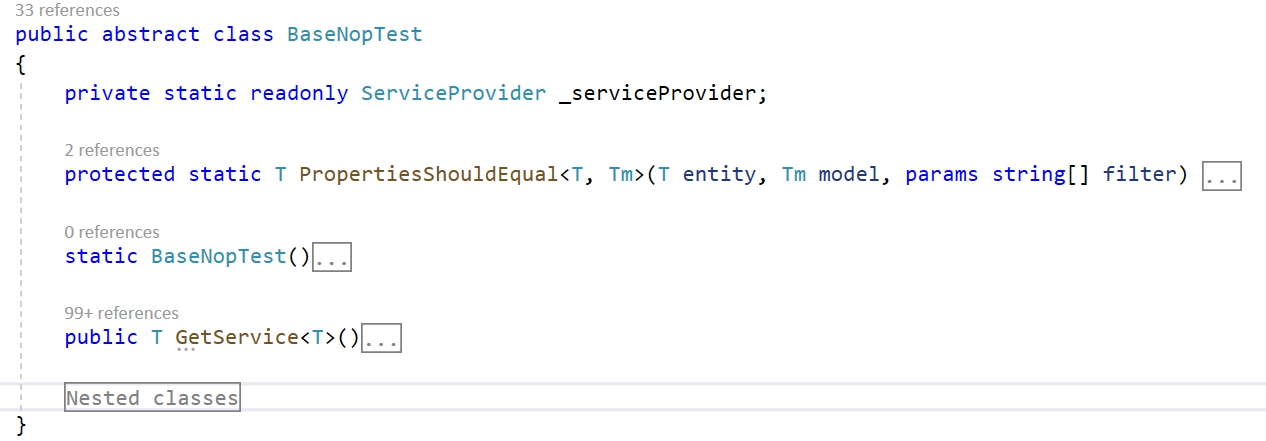 33 references
public abstract class BaseNopTest
{
private static readonly ServiceProvider _serviceProvider;
2 references
protected static T PropertiesShouldEqual<T, Tm>(T entity, Tm model, params string[] filter) ...
0 references
static BaseNopTest()...
99+ references
public T GetService<T>()...
Nested classes
}